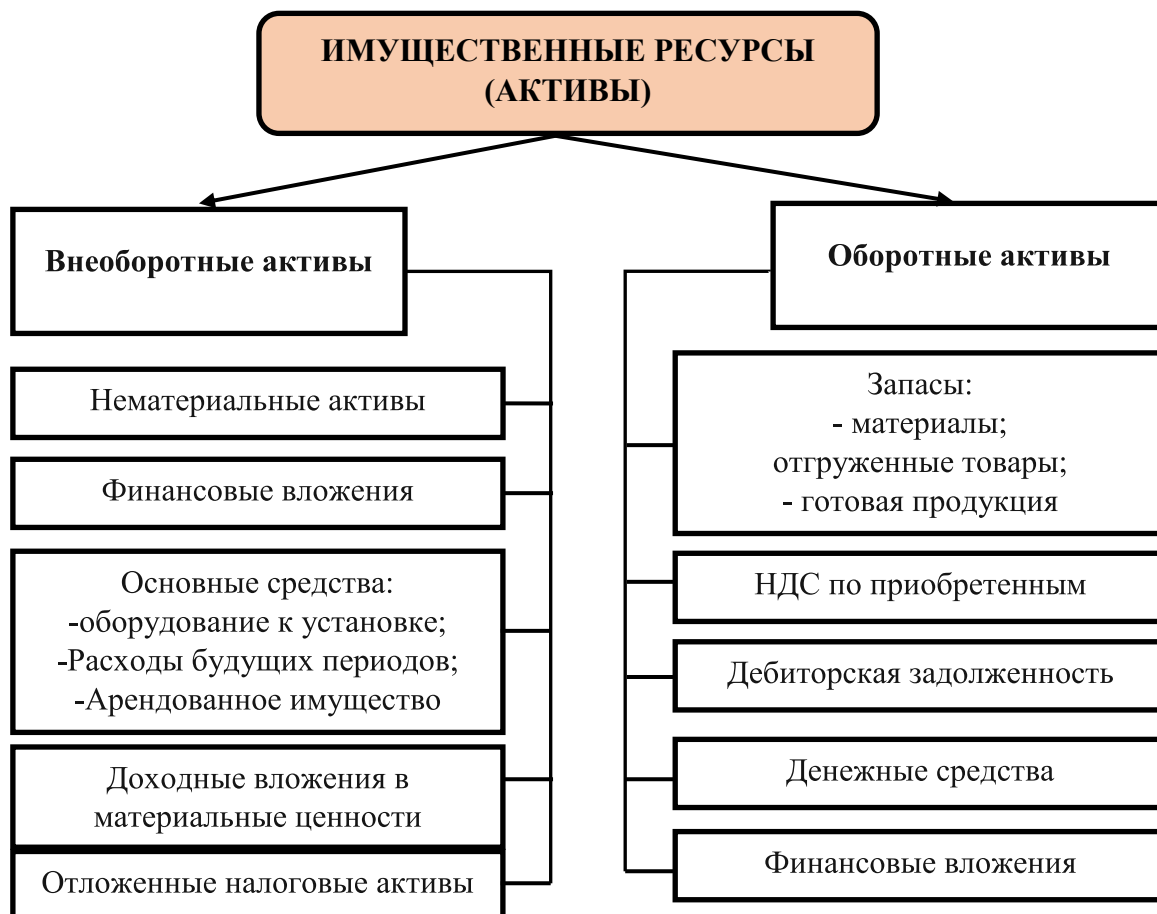 ИМУЩЕСТВЕННЫЕ РЕСУРСЫ
(АКТИВЫ)
Внеоборотные активы
Нематериальные активы
Финансовые вложения
Основные средства:
-оборудование к установке;
-Расходы будущих периодов;
-Арендованное имущество
Доходные вложения в
материальные ценности
Отложенные налоговые активы
Оборотные активы
Запасы:
- материалы;
отгруженные товары;
- готовая продукция
НДС по приобретенным
Дебиторская задолженность
Денежные средства
Финансовые вложения